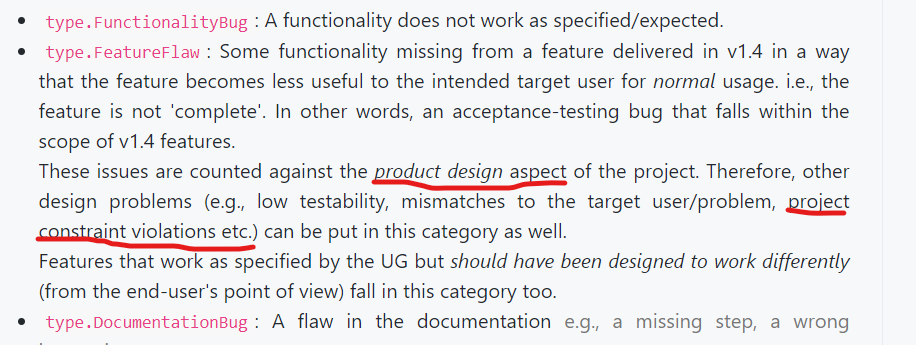 type.FunctionalityBug : A functionality does not work as specified/expected.
type.FeatureFlaw : Some functionality missing from a feature delivered in v1.4 in a way
that the feature becomes less useful to the intended target user for normal usage. i.e., the
feature is not 'complete'. In other words, an acceptance-testing bug that falls within the
scope of v1.4 features.
These issues are counted against the product design aspect of the project. Therefore, other
design problems (e.g., low testability, mismatches to the target user/problem, project
constraint violations etc.) can be put in this category as well.
Features that work as specified by the UG but should have been designed to work differently
(from the end-user's point of view) fall in this category too.
type.DocumentationBug : A flaw in the documentation e.g., a missing step, a wrong